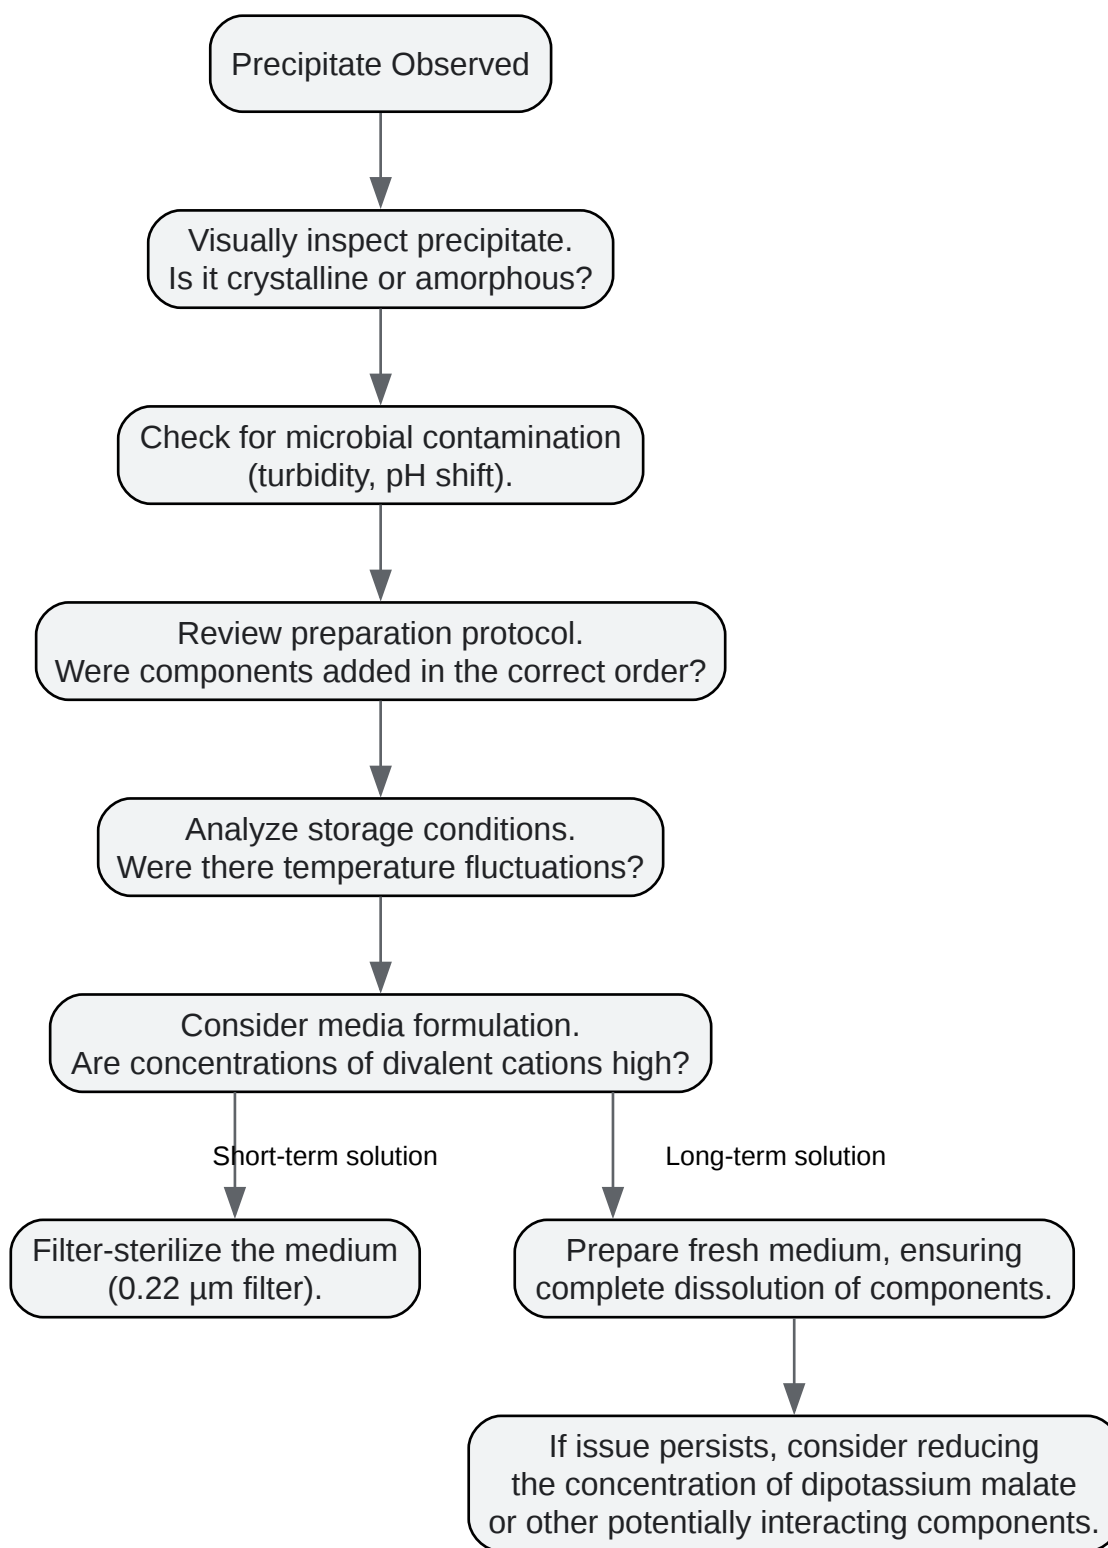 Precipitate Observed
Visually inspect precipitate.
Is it crystalline or amorphous?
Check for microbial contamination
(turbidity, pH shift).
Review preparation protocol.
Were components added in the correct order?
Analyze storage conditions.
Were there temperature fluctuations?
Consider media formulation.
Are concentrations of divalent cations high?
Short-term solution
Long-term solution
Filter-sterilize the medium
(0.22 µm filter).
Prepare fresh medium, ensuring
complete dissolution of components.
If issue persists, consider reducing
the concentration of dipotassium malate
or other potentially interacting components.